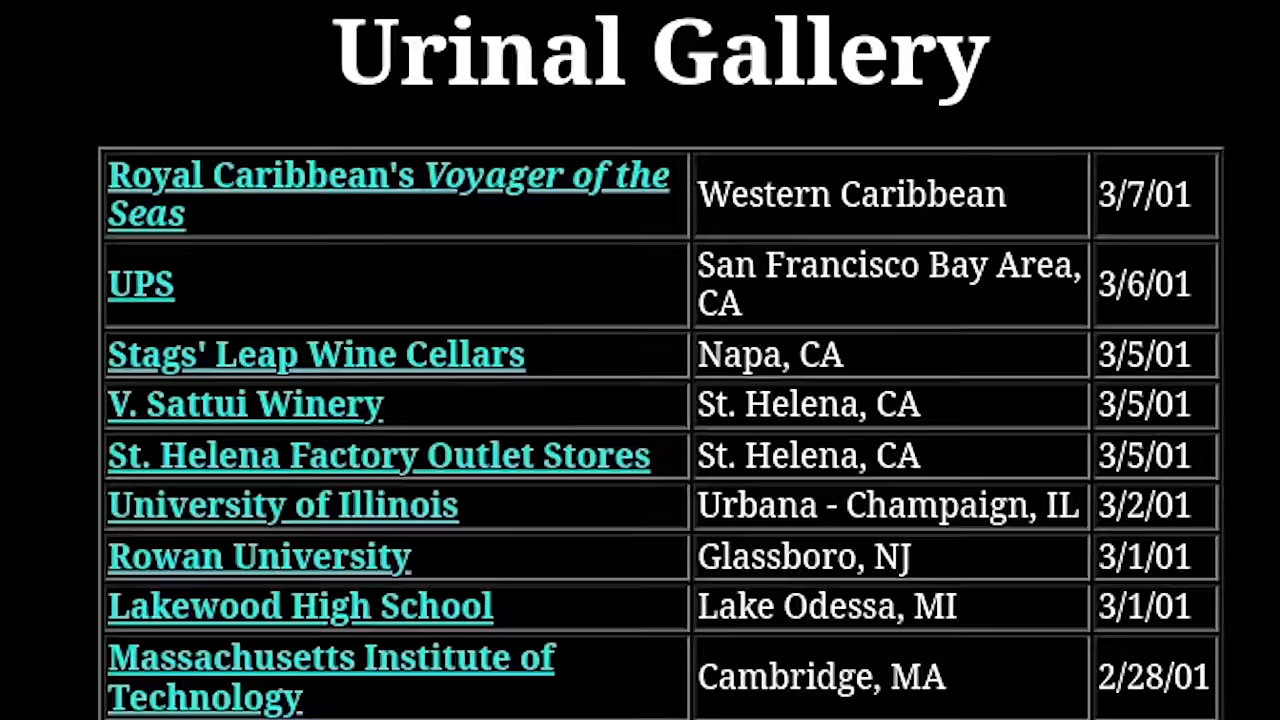 Urinal Gallery
Royal Caribbean's Voyager of the
Seas
Western Caribbean
3/7/01
UPS
San Francisco Bay Area,
CA
3/6/01
Stags' Leap Wine Cellars
Napa, CA
3/5/01
V. Sattui Winery
St. Helena, CA
3/5/01
St. Helena Factory Outlet Stores
St. Helena, CA
3/5/01
University of Illinois
Urbana - Champaign, IL
3/2/01
Rowan University
Glassboro, NJ
3/1/01
Lakewood High School
Lake Odessa, MI
3/1/01
Massachusetts Institute of
Technology
Cambridge, MA
2/28/01